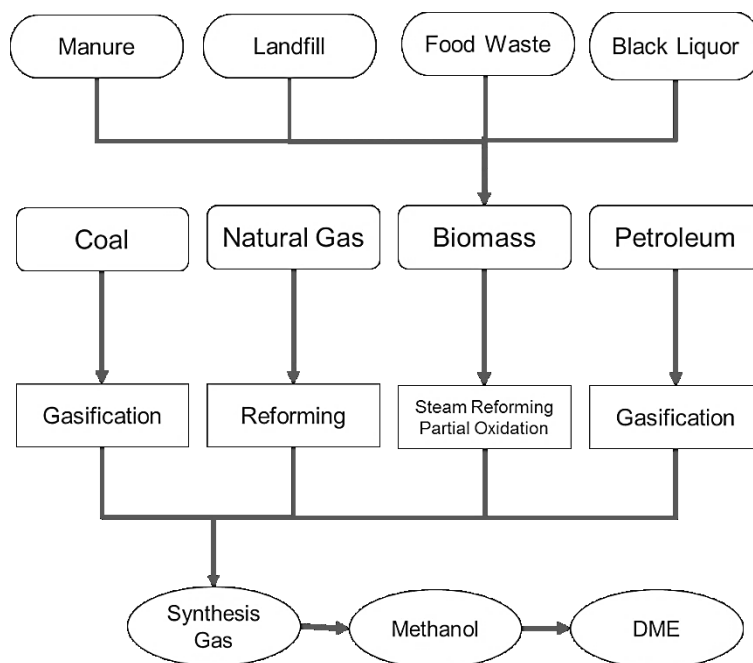 Manure
Landfill
Food Waste
Black Liquor
Coal
Natural Gas
Biomass
Petroleum
Gasification
Reforming
Steam Reforming
Partial Oxidation
Gasification
Synthesis
Gas
Methanol
DME